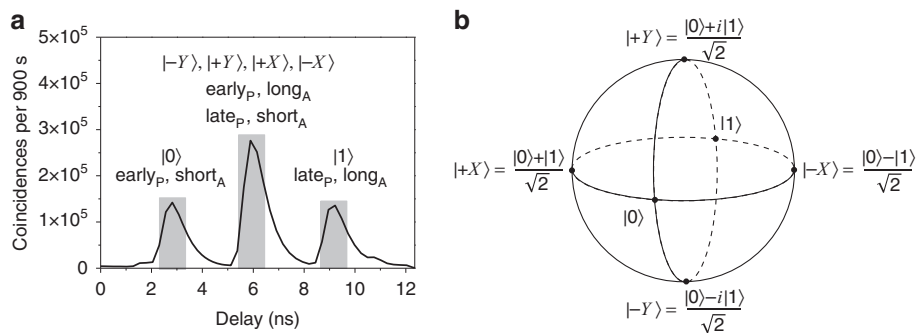 a
5×10⁵
4×10⁵
3×10⁵
2×10⁵
1×10⁵
0
Coincidences per 900 s
|−Y⟩, |+Y⟩, |+X⟩, |−X⟩
early_P, long_A
late_P, short_A
|0⟩
early_P, short_A
|1⟩
late_P, long_A
0 2 4 6 8 10 12
Delay (ns)
b
|+Y⟩ = |0⟩+i|1⟩ / √2
|1⟩
|+X⟩ = |0⟩+|1⟩ / √2
|−X⟩ = |0⟩−|1⟩ / √2
|0⟩
|−Y⟩ = |0⟩−i|1⟩ / √2